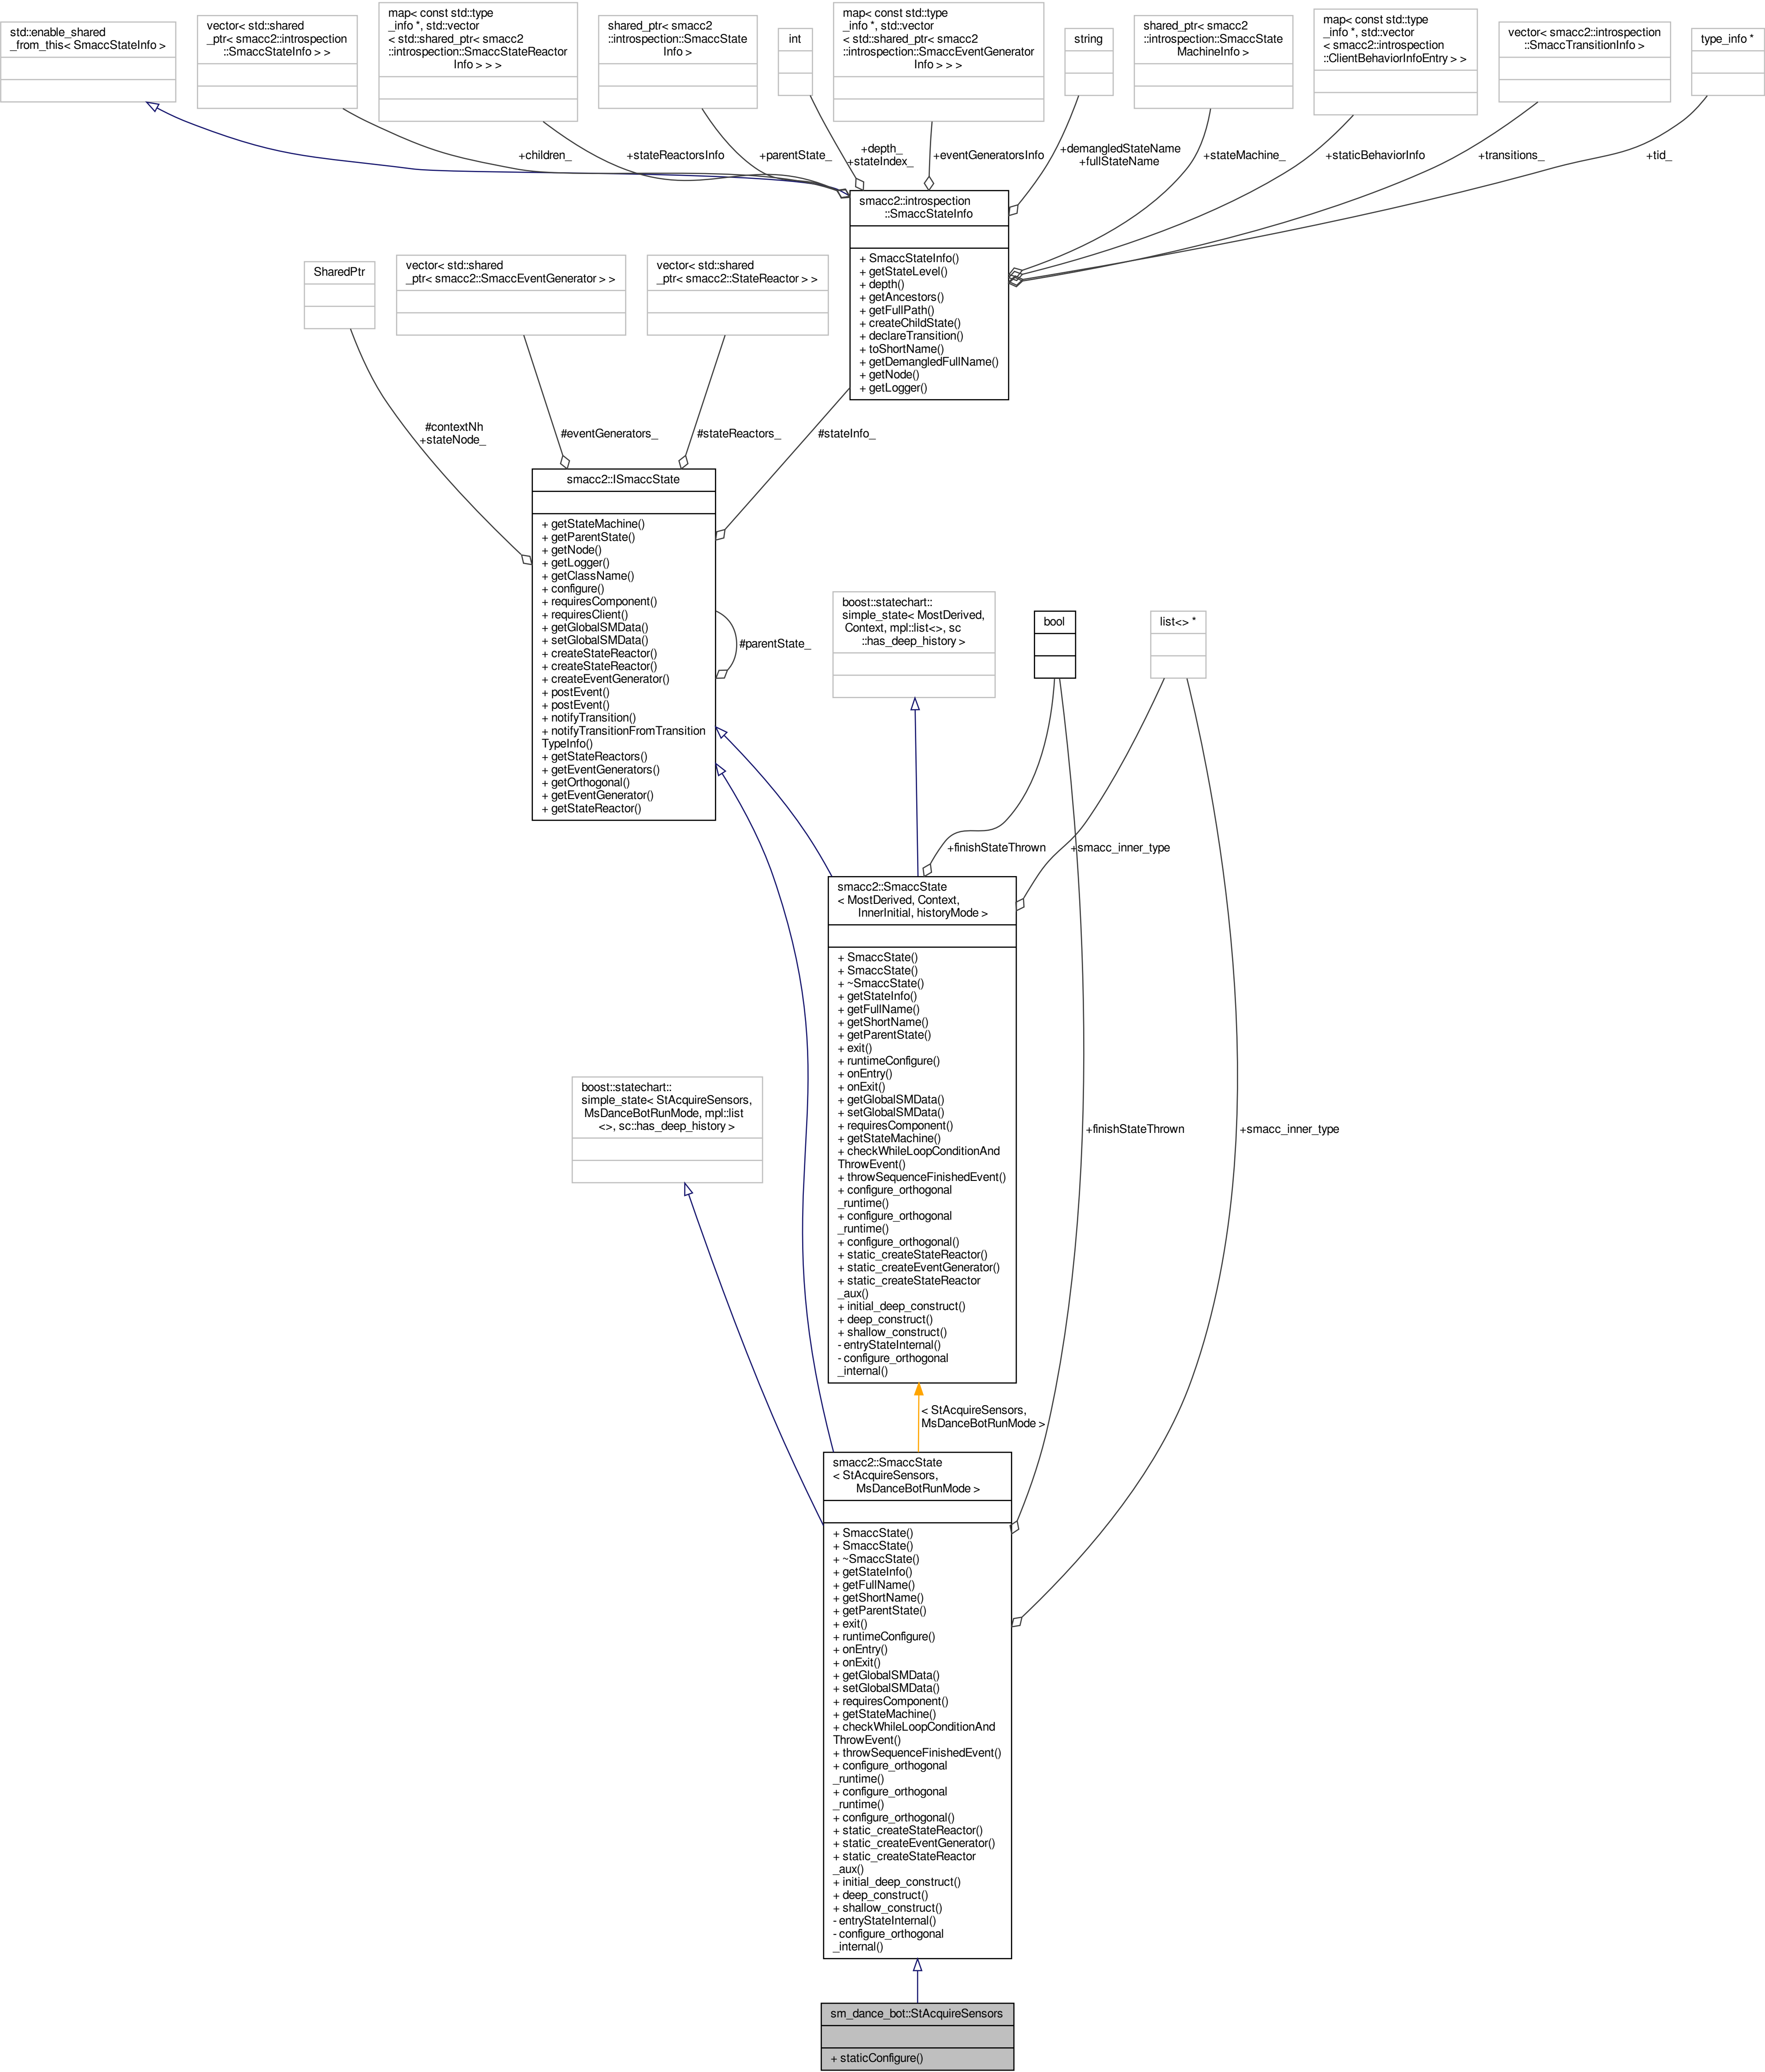 std::enable_shared
_from_this< SmaccStateInfo >
vector< std::shared
_ptr< smacc2::introspection
::SmaccStateInfo > >
map< const std::type
_info *, std::vector
< std::shared_ptr< smacc2
::introspection::SmaccStateReactor
Info > > >
shared_ptr< smacc2
::introspection::SmaccState
Info >
int
map< const std::type
_info *, std::vector
< std::shared_ptr< smacc2
::introspection::SmaccEventGenerator
Info > > >
string
shared_ptr< smacc2
::introspection::SmaccState
MachineInfo >
map< const std::type
_info *, std::vector
< smacc2::introspection
::ClientBehaviorInfoEntry > >
vector< smacc2::introspection
::SmaccTransitionInfo >
type_info *
+children_
+stateReactorsInfo
+parentState_
+depth_
+stateIndex_
+eventGeneratorsInfo
+demangledStateName
+fullStateName
+stateMachine_
+staticBehaviorInfo
+transitions_
+tid_
smacc2::introspection
::SmaccStateInfo
+ SmaccStateInfo()
+ getStateLevel()
+ depth()
+ getAncestors()
+ getFullPath()
+ createChildState()
+ declareTransition()
+ toShortName()
+ getDemangledFullName()
+ getNode()
+ getLogger()
SharedPtr
vector< std::shared
_ptr< smacc2::SmaccEventGenerator > >
vector< std::shared
_ptr< smacc2::StateReactor > >
#contextNh
+stateNode_
#eventGenerators_
#stateReactors_
#stateInfo_
smacc2::ISmaccState
+ getStateMachine()
+ getParentState()
+ getNode()
+ getLogger()
+ getClassName()
+ configure()
+ requiresComponent()
+ requiresClient()
+ getGlobalSMData()
+ setGlobalSMData()
+ createStateReactor()
+ createStateReactor()
+ createEventGenerator()
+ postEvent()
+ postEvent()
+ notifyTransition()
+ notifyTransitionFromTransition
TypeInfo()
+ getStateReactors()
+ getEventGenerators()
+ getOrthogonal()
+ getEventGenerator()
+ getStateReactor()
#parentState_
boost::statechart::
simple_state< MostDerived,
Context, mpl::list<>, sc
::has_deep_history >
bool
list<> *
+finishStateThrown
+smacc_inner_type
smacc2::SmaccState
< MostDerived, Context,
InnerInitial, historyMode >
+ SmaccState()
+ SmaccState()
+ ~SmaccState()
+ getStateInfo()
+ getFullName()
+ getShortName()
+ getParentState()
+ exit()
+ runtimeConfigure()
+ onEntry()
+ onExit()
+ getGlobalSMData()
+ setGlobalSMData()
+ requiresComponent()
+ getStateMachine()
+ checkWhileLoopConditionAnd
ThrowEvent()
+ throwSequenceFinishedEvent()
+ configure_orthogonal
_runtime()
+ configure_orthogonal
_runtime()
+ configure_orthogonal()
+ static_createStateReactor()
+ static_createEventGenerator()
+ static_createStateReactor
_aux()
+ initial_deep_construct()
+ deep_construct()
+ shallow_construct()
- entryStateInternal()
- configure_orthogonal
_internal()
boost::statechart::
simple_state< StAcquireSensors,
MsDanceBotRunMode, mpl::list
<>, sc::has_deep_history >
+finishStateThrown
+smacc_inner_type
< StAcquireSensors,
MsDanceBotRunMode >
smacc2::SmaccState
< StAcquireSensors,
MsDanceBotRunMode >
+ SmaccState()
+ SmaccState()
+ ~SmaccState()
+ getStateInfo()
+ getFullName()
+ getShortName()
+ getParentState()
+ exit()
+ runtimeConfigure()
+ onEntry()
+ onExit()
+ getGlobalSMData()
+ setGlobalSMData()
+ requiresComponent()
+ getStateMachine()
+ checkWhileLoopConditionAnd
ThrowEvent()
+ throwSequenceFinishedEvent()
+ configure_orthogonal
_runtime()
+ configure_orthogonal
_runtime()
+ configure_orthogonal()
+ static_createStateReactor()
+ static_createEventGenerator()
+ static_createStateReactor
_aux()
+ initial_deep_construct()
+ deep_construct()
+ shallow_construct()
- entryStateInternal()
- configure_orthogonal
_internal()
sm_dance_bot::StAcquireSensors
+ staticConfigure()